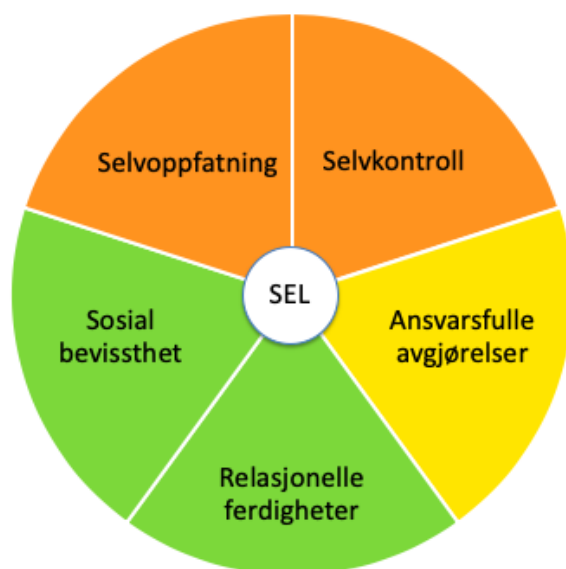 Selvoppfatning
Selvkontroll
SEL
Sosial
bevissthet
Ansvarsfulle
avgjørelser
Relasjonelle
ferdigheter